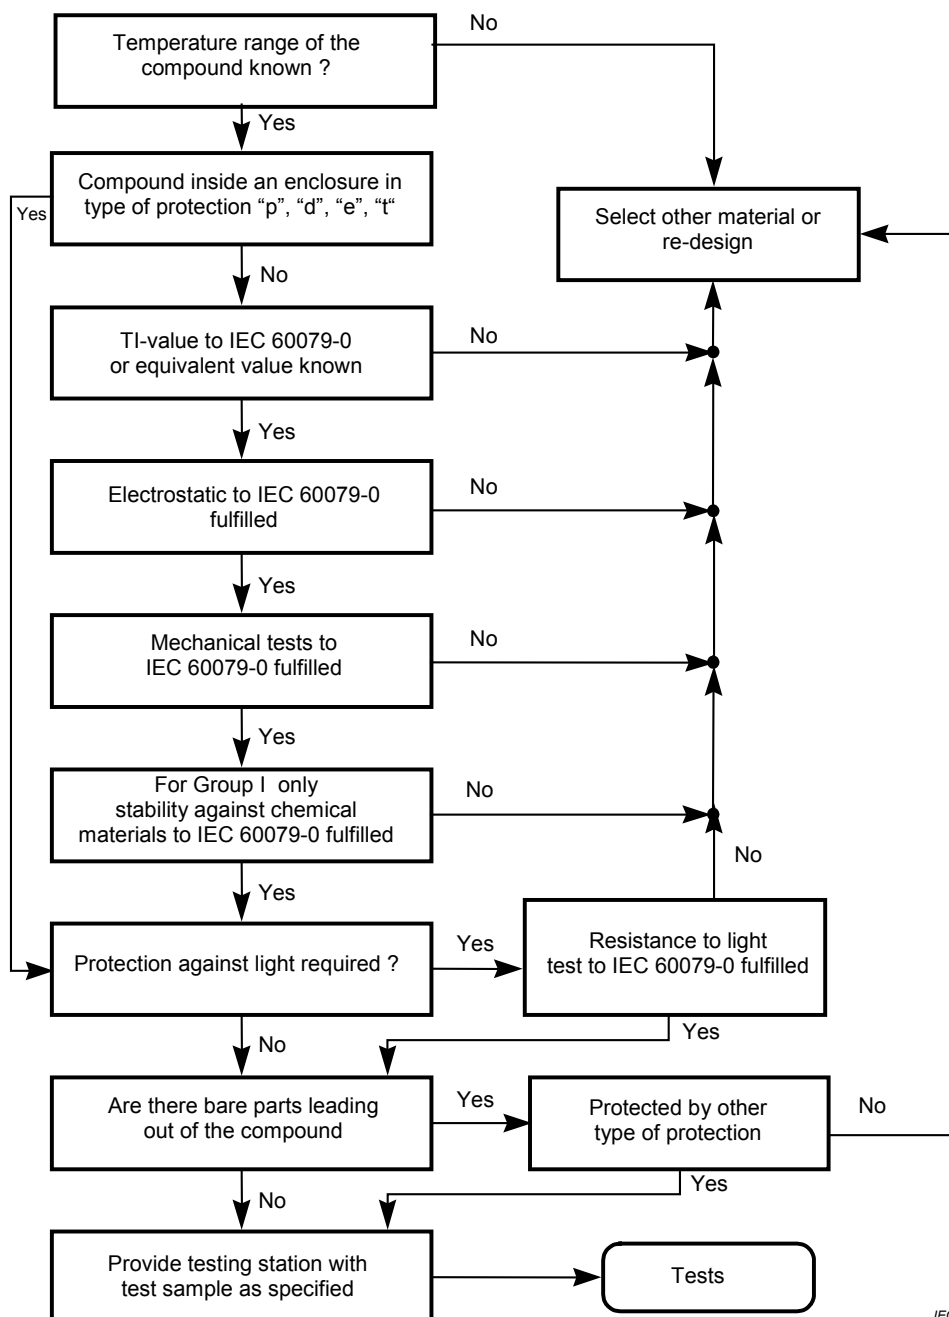 No
Temperature range of the
compound known ?
Yes
Compound inside an enclosure in
type of protection “p”, “d”, “e”, “t“
Yes
Select other material or
re-design
No
TI-value to IEC 60079-0
or equivalent value known
No
Yes
Electrostatic to IEC 60079-0
fulfilled
No
Yes
Mechanical tests to
IEC 60079-0 fulfilled
No
Yes
For Group I only
stability against chemical
materials to IEC 60079-0 fulfilled
No
No
Yes
Protection against light required ?
Yes
Resistance to light
test to IEC 60079-0 fulfilled
Yes
No
Are there bare parts leading
out of the compound
Yes
Protected by other
type of protection
No
Yes
No
Provide testing station with
test sample as specified
Tests
IEC